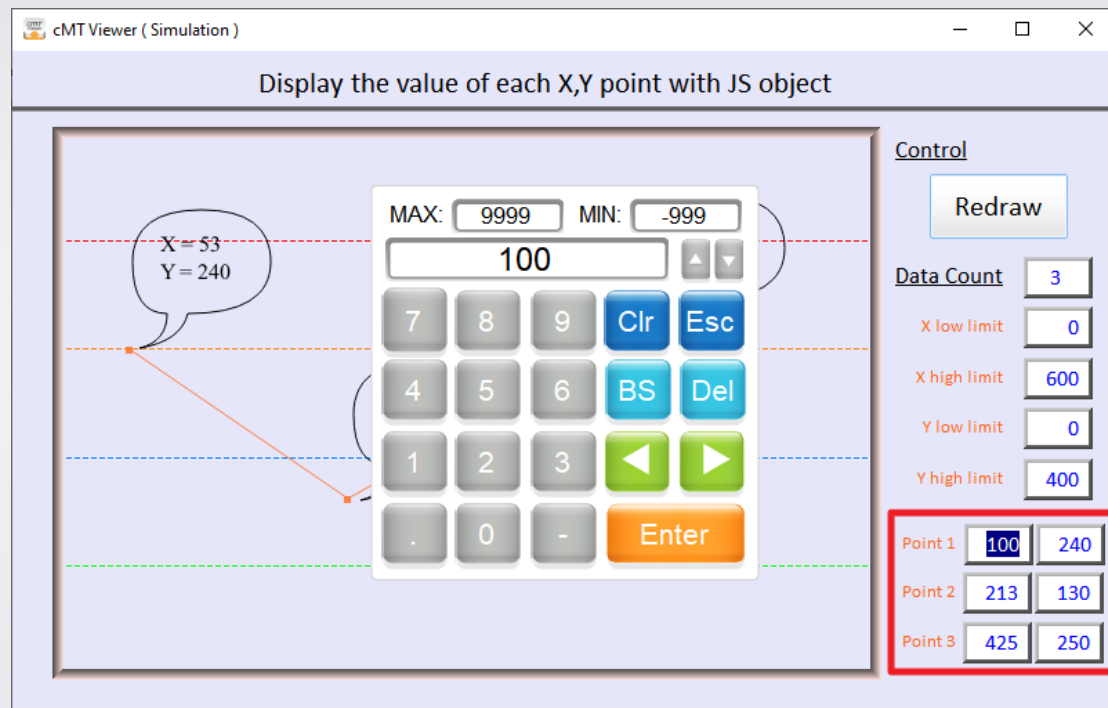 cMT Viewer ( Simulation )
Display the value of each X,Y point with JS object
X = 53
Y = 240
MAX: 9999 MIN: -999
100
7 8 9 Clr Esc
4 5 6 BS Del
1 2 3
. 0 - Enter
Control
Redraw
Data Count 3
X low limit 0
X high limit 600
Y low limit 0
Y high limit 400
Point 1 100 240
Point 2 213 130
Point 3 425 250